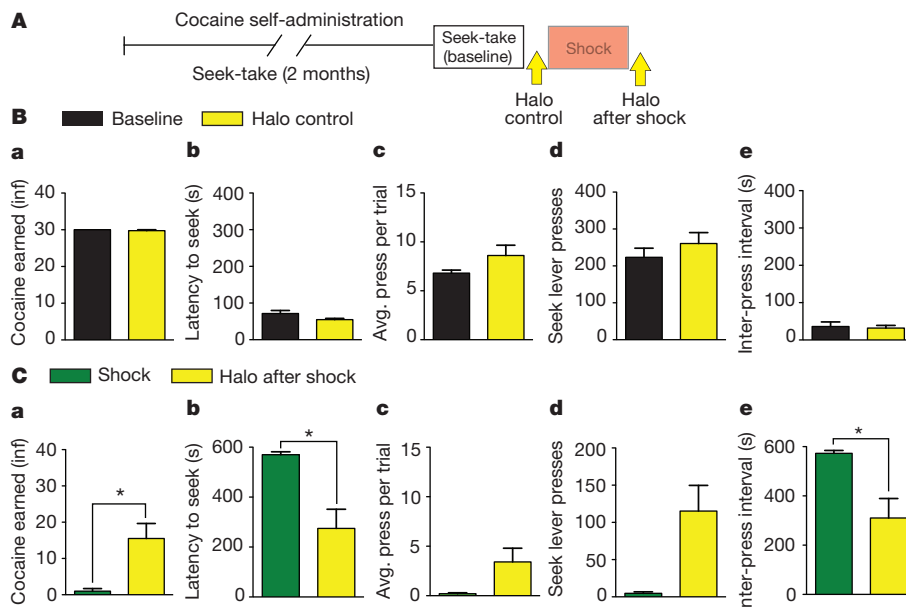 A
Cocaine self-administration
Seek-take (2 months)
Seek-take
(baseline)
Shock
Halo
control
Halo
after shock
B
Baseline
Halo control
a
Cocaine earned (inf)
40
30
20
10
0
b
Latency to seek (s)
400
300
200
100
0
c
Avg. press per trial
15
10
5
0
d
Seek lever presses
400
300
200
100
0
e
Inter-press interval (s)
400
300
200
100
0
C
Shock
Halo after shock
a
Cocaine earned (inf)
40
30
20
10
0
*
b
Latency to seek (s)
600
400
200
0
*
c
Avg. press per trial
15
10
5
0
d
Seek lever presses
200
150
100
50
0
e
Inter-press interval (s)
600
400
200
0
*